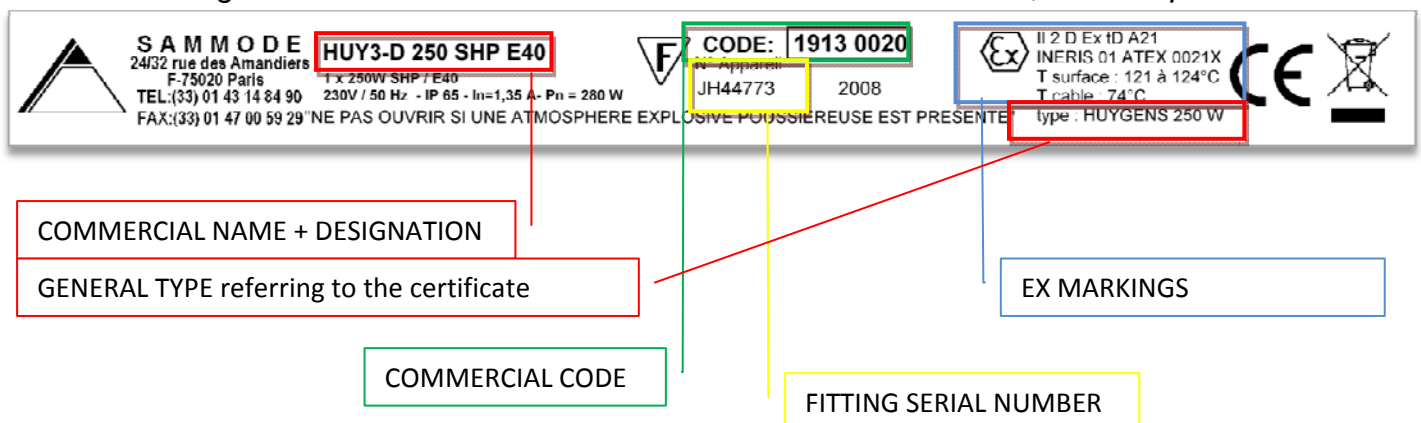 SAMMODE
24/32 rue des Amandiers
F-75020 Paris
TEL:(33) 01 43 14 84 90
FAX:(33) 01 47 00 59 29
HUY3-D 250 SHP E40
1 x 250W SHP / E40
230V / 50 Hz - IP 65 - In=1,35 A- Pn = 280 W
"NE PAS OUVRIR SI UNE ATMOSPHERE EXPLOSIVE POUSSIEREUSE EST PRESENTE"
F
CODE: 1913 0020
N° Appareil
JH44773 2008
Ex
II 2 D Ex tD A21
INERIS 01 ATEX 0021X
T surface : 121 à 124°C
T cable : 74°C
type : HUYGENS 250 W
CE
COMMERCIAL NAME + DESIGNATION
GENERAL TYPE referring to the certificate
EX MARKINGS
COMMERCIAL CODE
FITTING SERIAL NUMBER